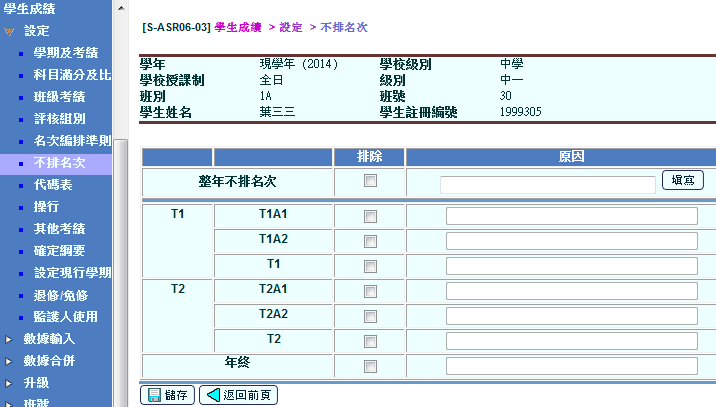 學生成績
設定
學期及考績
科目滿分及比
班級考績
評核組別
名次編排準則
不排名次
代碼表
操行
其他考績
確定綱要
設定現行學期
退修/免修
監護人使用
數據輸入
數據合併
升級
班號
[S-ASR06-03] 學生成績 > 設定 > 不排名次
學年 現學年 (2014) 學校級別 中學
學校授課制 全日 級別 中一
班別 1A 班號 30
學生姓名 葉三三 學生註冊編號 1999305
排除 原因
整年不排名次 填寫
T1 T1A1
T1A2
T1
T2 T2A1
T2A2
T2
年終
儲存 返回前頁